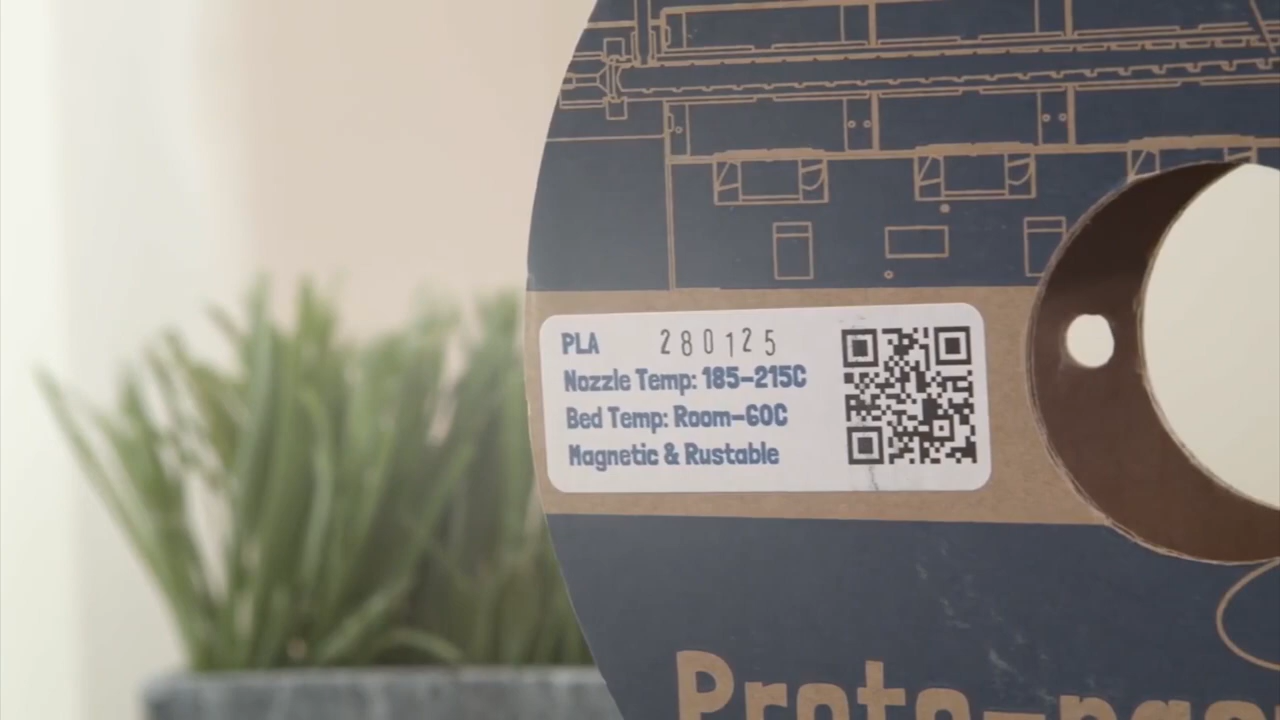 PLA 280125
Nozzle Temp: 185-215C
Bed Temp: Room-60C
Magnetic & Rustable